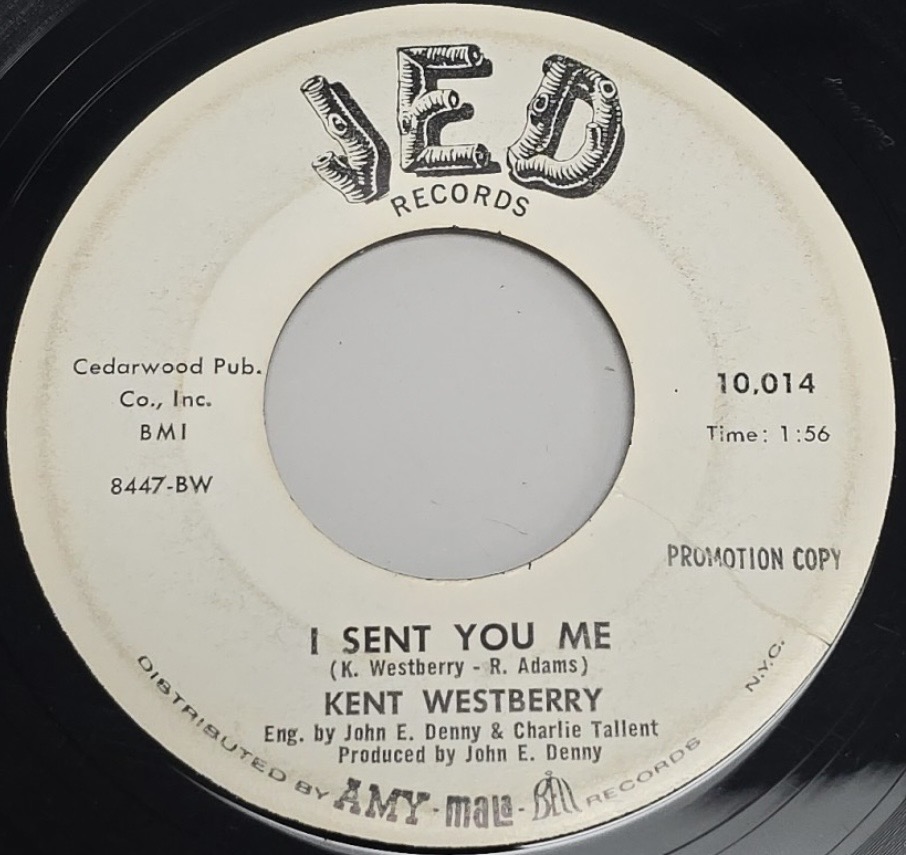 JED
RECORDS
Cedarwood Pub.
Co., Inc.
BMI
8447-BW
10,014
Time: 1:56
PROMOTION COPY
I SENT YOU ME
(K. Westberry - R. Adams)
KENT WESTBERRY
Eng. by John E. Denny & Charlie Tallent
Produced by John E. Denny
DISTRIBUTED BY AMY - mala - Bell RECORDS N.Y.C.